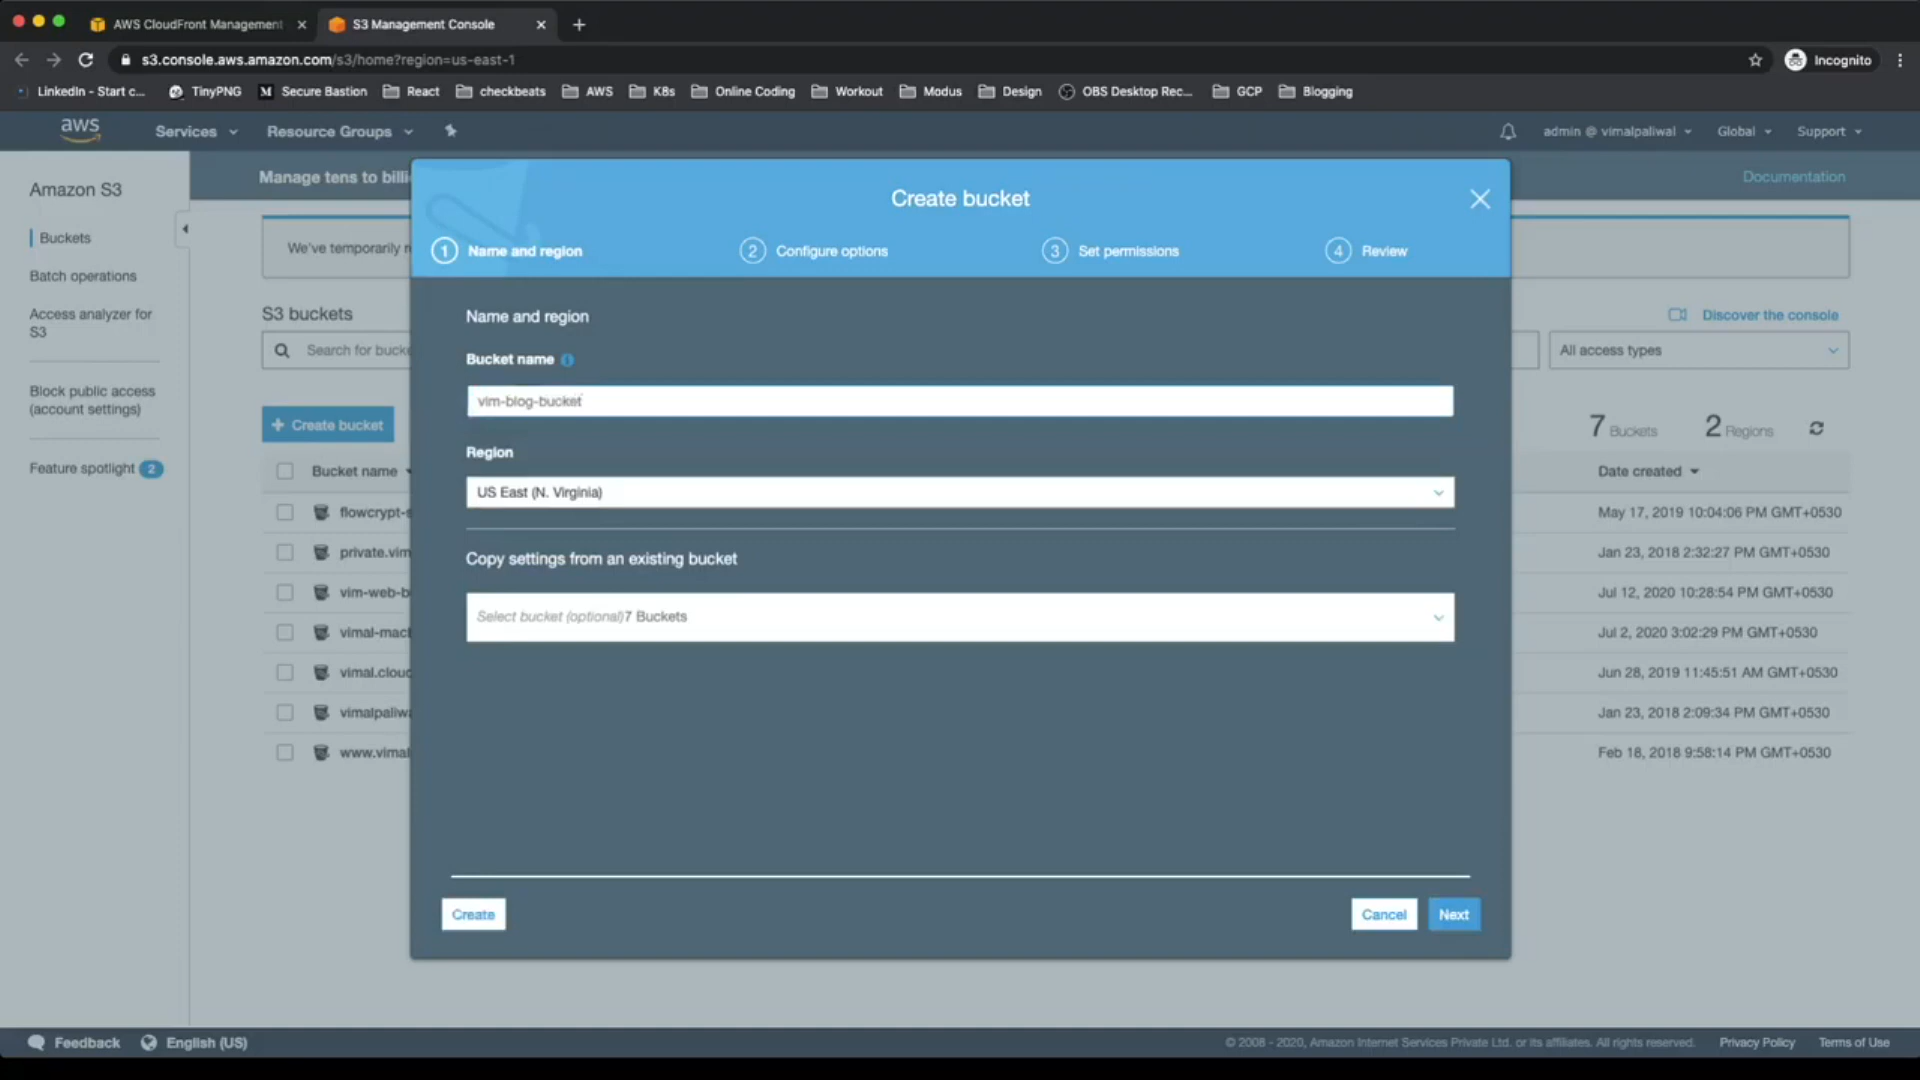 AWS CloudFront Management
S3 Management Console
s3.console.aws.amazon.com/s3/home?region=us-east-1
Incognito
LinkedIn - Start c...
TinyPNG
M Secure Bastion
React
checkbeats
AWS
K8s
Online Coding
Workout
Modus
Design
OBS Desktop Rec...
GCP
Blogging
aws
Services
Resource Groups
admin @ vimalpaliwal
Global
Support
Amazon S3
Buckets
Batch operations
Access analyzer for
S3
Block public access
(account settings)
Feature spotlight 2
Manage tens to billi
Documentation
We've temporarily r
S3 buckets
Discover the console
Search for bucke
All access types
+ Create bucket
7 Buckets
2 Regions
Bucket name
Date created
flowcrypt-s
May 17, 2019 10:04:06 PM GMT+0530
private.vim
Jan 23, 2018 2:32:27 PM GMT+0530
vim-web-b
Jul 12, 2020 10:28:54 PM GMT+0530
vimal-mact
Jul 2, 2020 3:02:29 PM GMT+0530
vimal.cloud
Jun 28, 2019 11:45:51 AM GMT+0530
vimalpaliwa
Jan 23, 2018 2:09:34 PM GMT+0530
www.vimal
Feb 18, 2018 9:58:14 PM GMT+0530
Create bucket
1 Name and region
2 Configure options
3 Set permissions
4 Review
Name and region
Bucket name
vim-blog-bucket
Region
US East (N. Virginia)
Copy settings from an existing bucket
Select bucket (optional)7 Buckets
Create
Cancel
Next
Feedback
English (US)
© 2008 - 2020, Amazon Internet Services Private Ltd. or its affiliates. All rights reserved.
Privacy Policy
Terms of Use